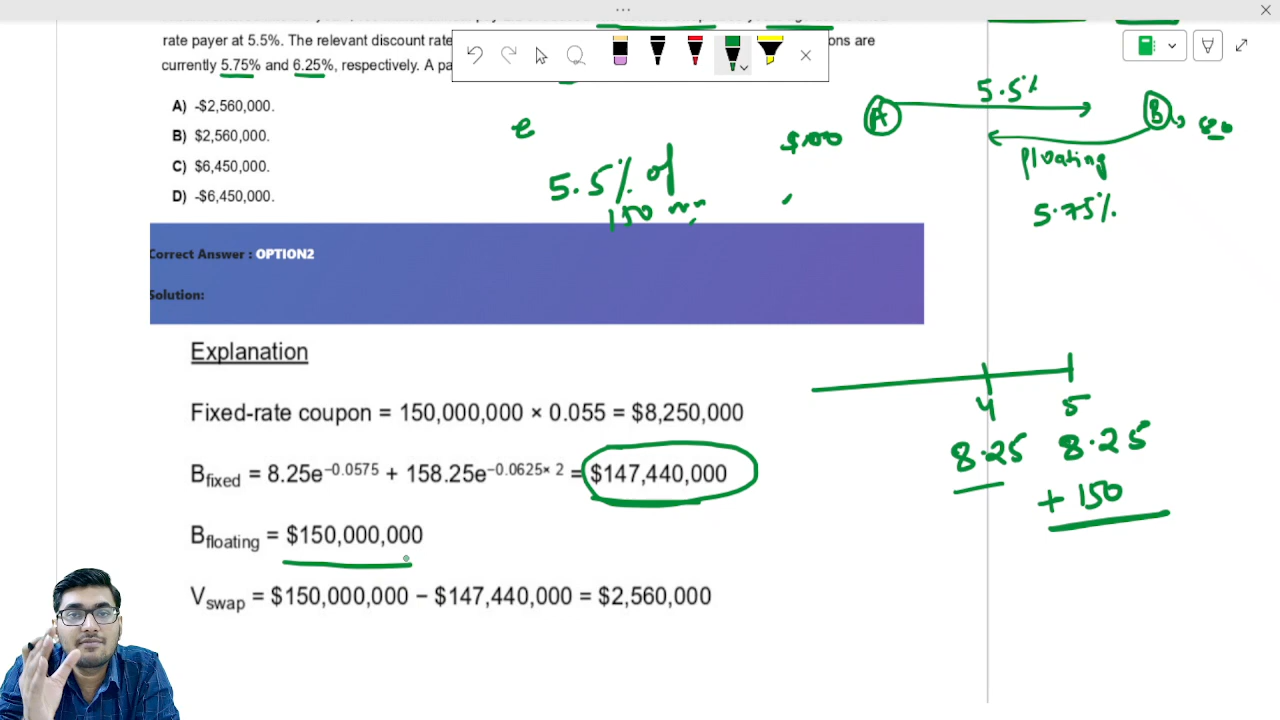 rate payer at 5.5%. The relevant discount rate
ons are
currently 5.75% and 6.25%, respectively. A pa
A) -$2,560,000.
B) $2,560,000.
C) $6,450,000.
D) -$6,450,000.
e
5.5% of
150 mn
$100
A
5.5%
B
80
floating
5.75%
Correct Answer : OPTION2
Solution:
Explanation
Fixed-rate coupon = 150,000,000 × 0.055 = $8,250,000
Bfixed = 8.25e−0.0575 + 158.25e−0.0625× 2 = $147,440,000
Bfloating = $150,000,000
Vswap = $150,000,000 − $147,440,000 = $2,560,000
4 5
8.25 8.25
+ 150